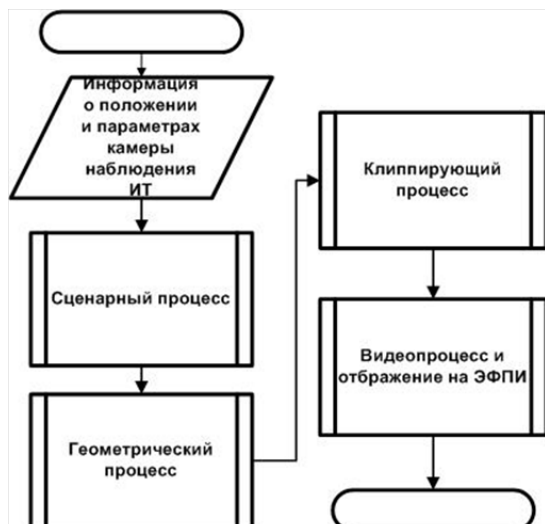 Информация
о положении
и параметрах
камеры
наблюдения
ИТ
Сценарный процесс
Геометрический
процесс
Клиппирующий
процесс
Видеопроцесс и
отбражение на ЭФПИ